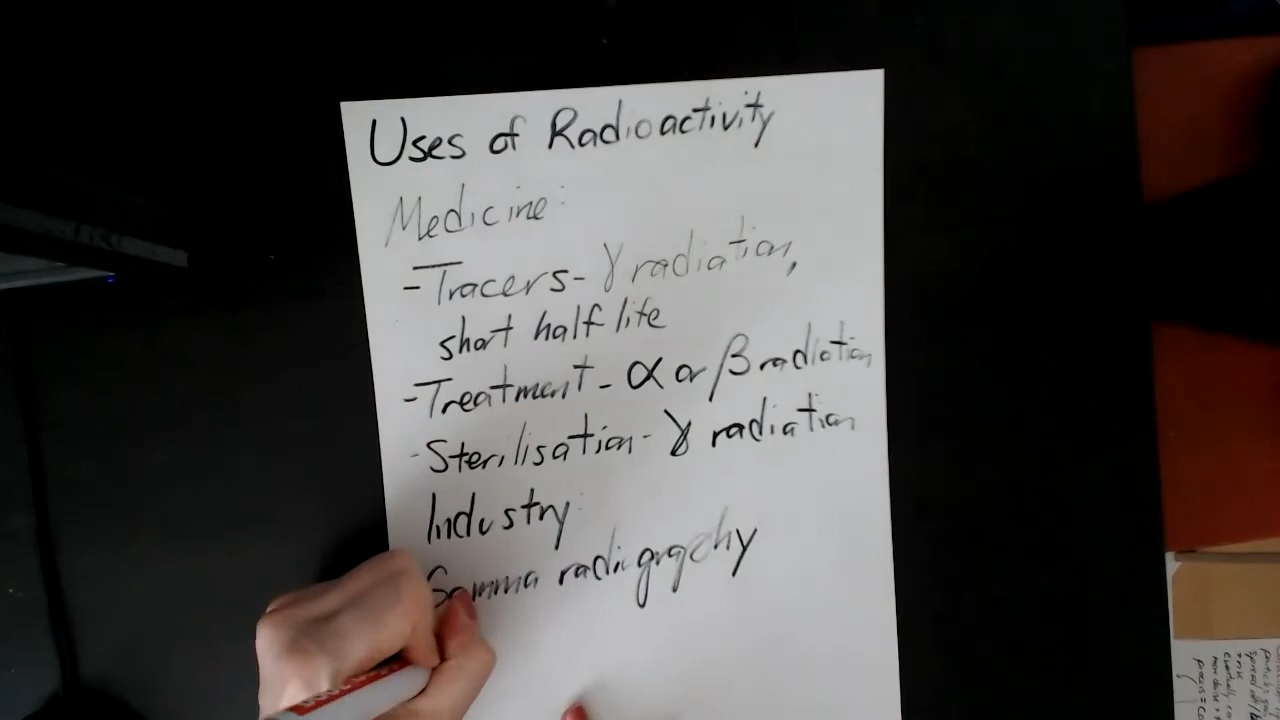 Uses of Radioactivity
Medicine:
-Tracers- γ radiation,
short half life
-Treatment- α or β radiation
-Sterilisation- γ radiation
Industry:
Gamma radiography